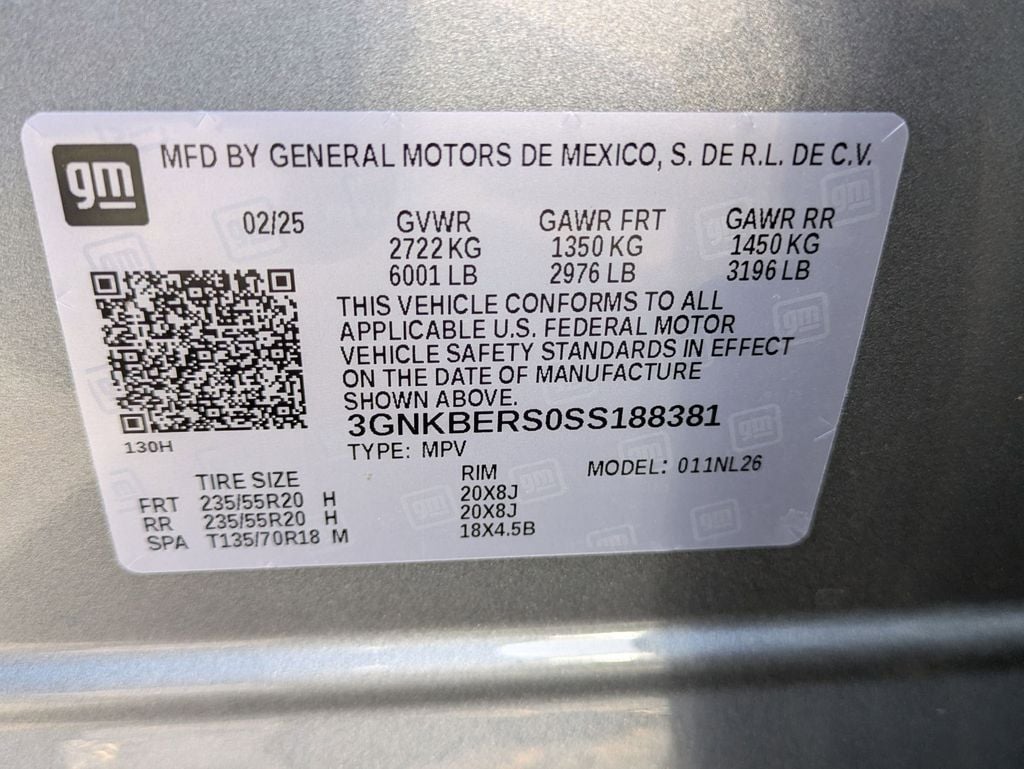 gm
MFD BY GENERAL MOTORS DE MEXICO, S. DE R.L. DE C.V.
02/25 GVWR GAWR FRT GAWR RR
2722 KG 1350 KG 1450 KG
6001 LB 2976 LB 3196 LB
THIS VEHICLE CONFORMS TO ALL
APPLICABLE U.S. FEDERAL MOTOR
VEHICLE SAFETY STANDARDS IN EFFECT
ON THE DATE OF MANUFACTURE
SHOWN ABOVE.
3GNKBERS0SS188381
130H
TYPE: MPV
TIRE SIZE RIM MODEL: 011NL26
FRT 235/55R20 H 20X8J
RR 235/55R20 H 20X8J
SPA T135/70R18 M 18X4.5B